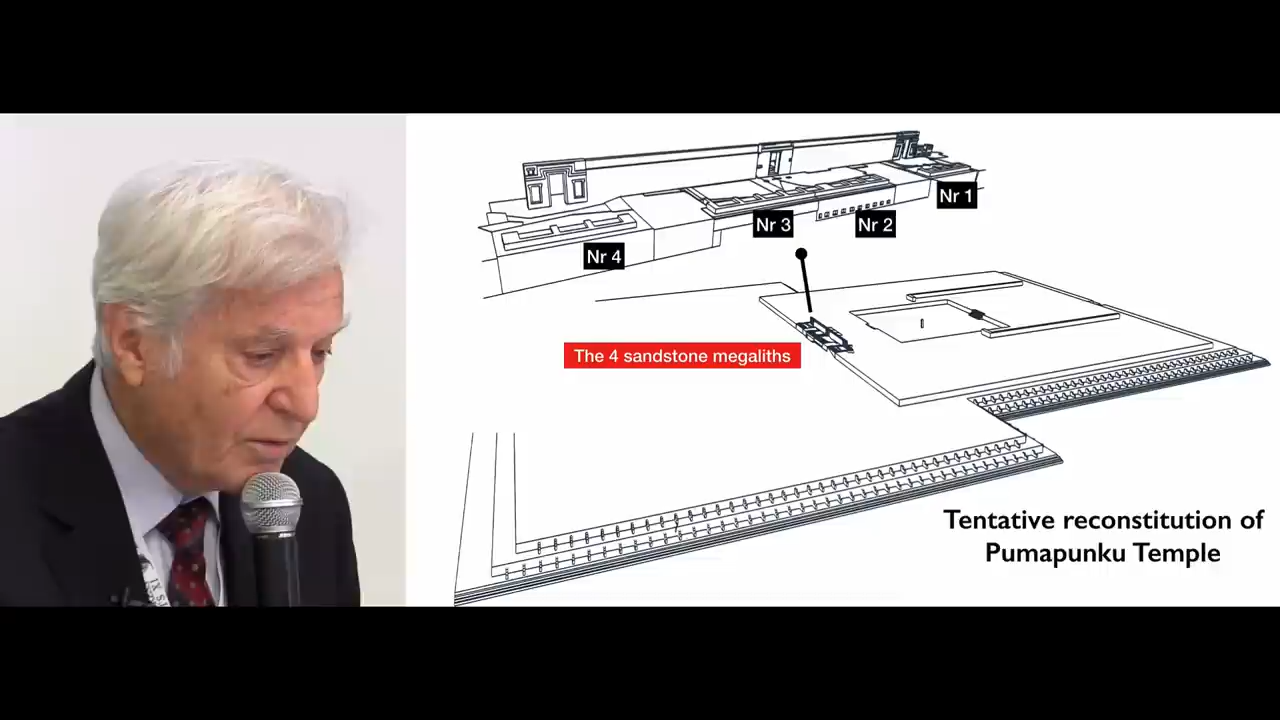 Nr 1
Nr 3
Nr 2
Nr 4
The 4 sandstone megaliths
Tentative reconstitution of
Pumapunku Temple